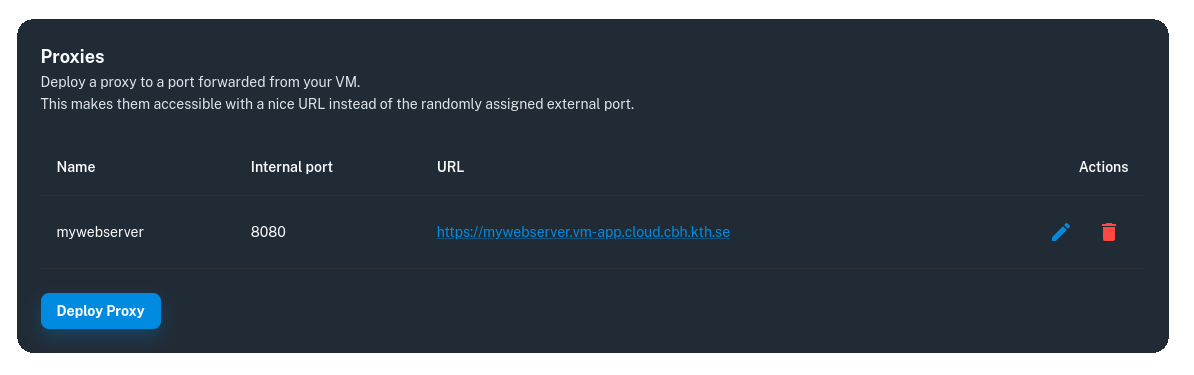 Proxies
Deploy a proxy to a port forwarded from your VM.
This makes them accessible with a nice URL instead of the randomly assigned external port.
Name Internal port URL Actions
mywebserver 8080 https://mywebserver.vm-app.cloud.cbh.kth.se
Deploy Proxy